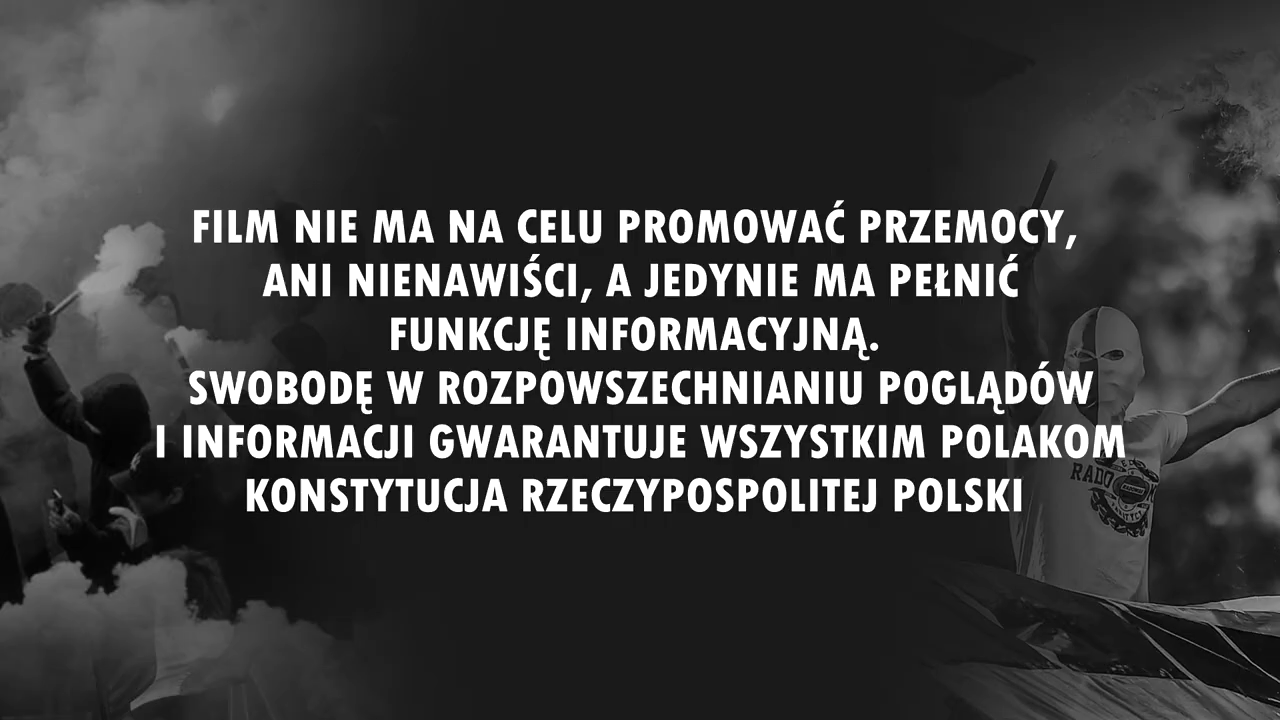 FILM NIE MA NA CELU PROMOWAĆ PRZEMOCY,
ANI NIENAWIŚCI, A JEDYNIE MA PEŁNIĆ
FUNKCJĘ INFORMACYJNĄ.
SWOBODĘ W ROZPOWSZECHNIANIU POGLĄDÓW
I INFORMACJI GWARANTUJE WSZYSTKIM POLAKOM
KONSTYTUCJA RZECZYPOSPOLITEJ POLSKI